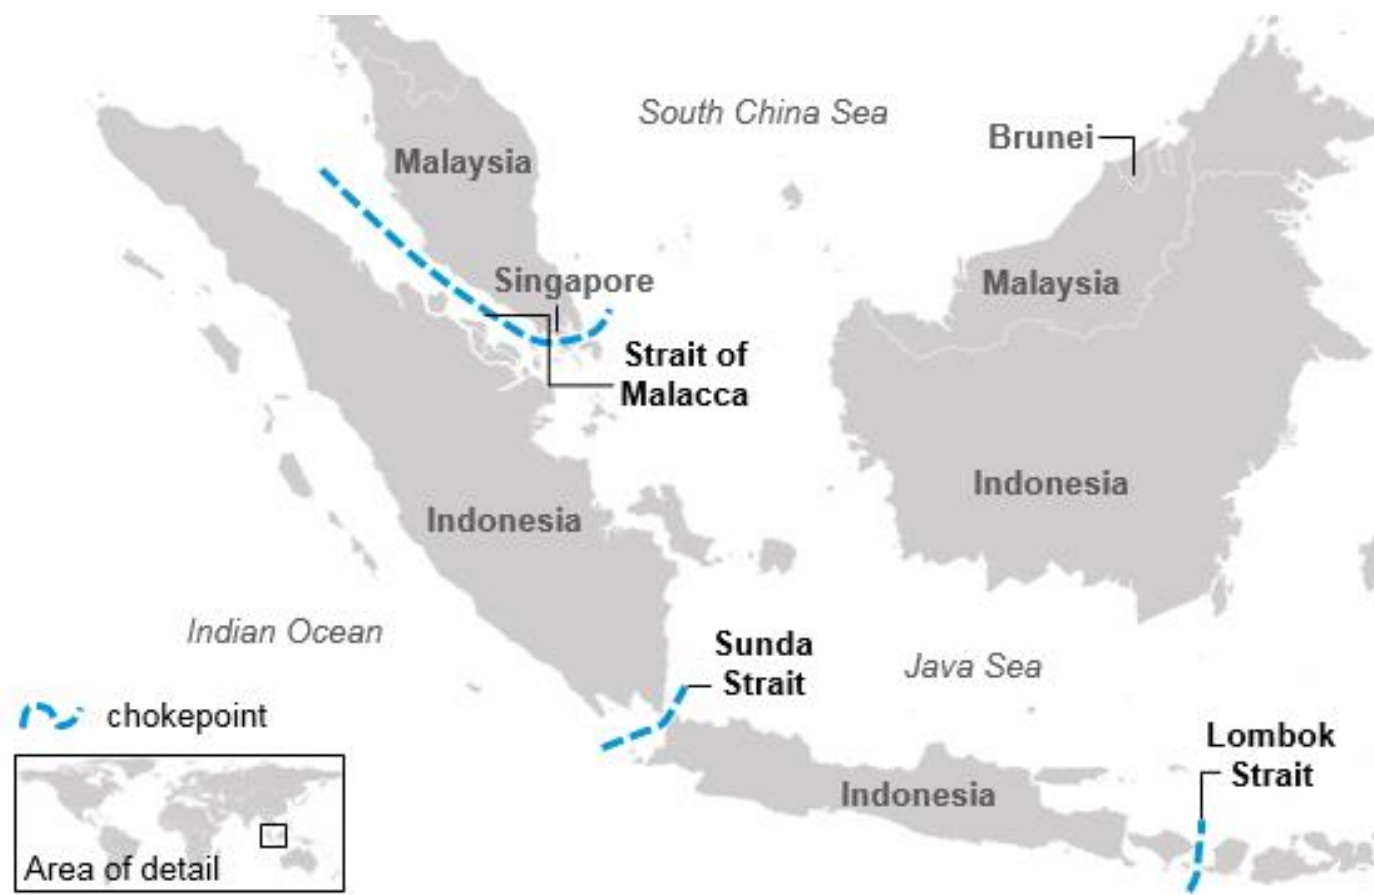 South China Sea
Brunei
Malaysia
Singapore
Malaysia
Strait of
Malacca
Indonesia
Indonesia
Indian Ocean
Sunda
Strait
Java Sea
chokepoint
Lombok
Strait
Indonesia
Area of detail